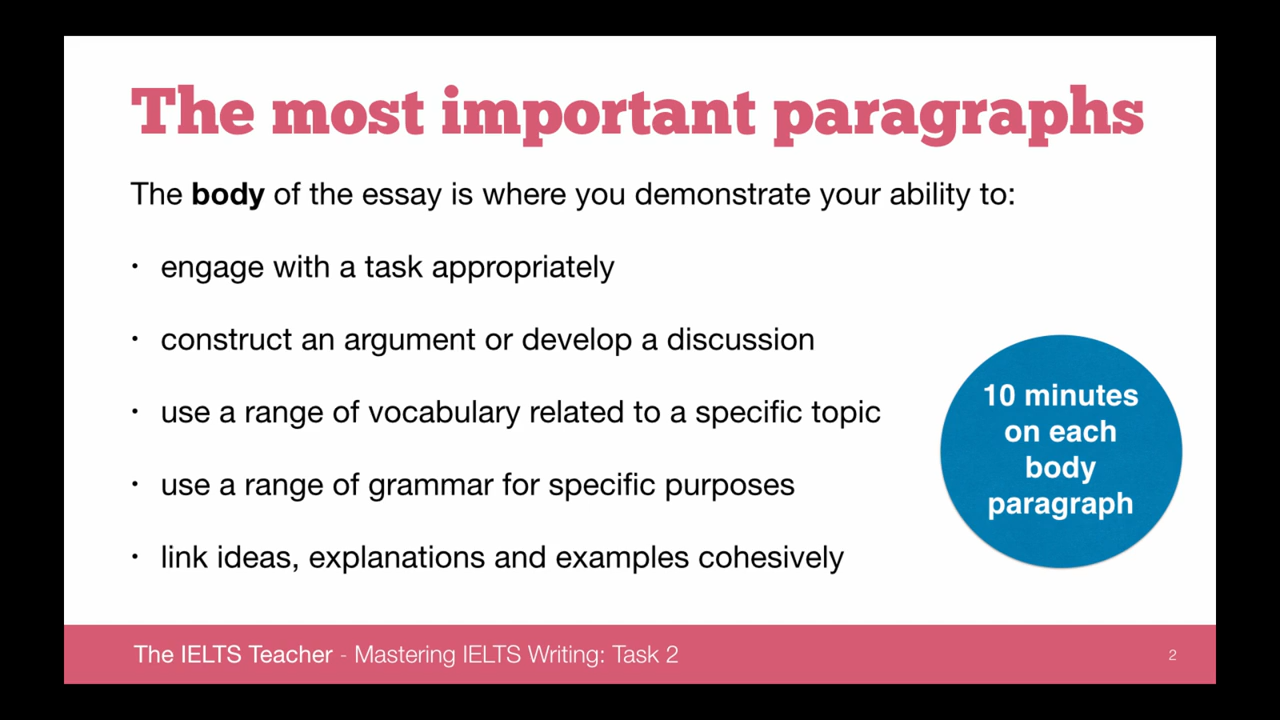 The most important paragraphs
The body of the essay is where you demonstrate your ability to:
• engage with a task appropriately
• construct an argument or develop a discussion
• use a range of vocabulary related to a specific topic
• use a range of grammar for specific purposes
• link ideas, explanations and examples cohesively
10 minutes
on each
body
paragraph
The IELTS Teacher - Mastering IELTS Writing: Task 2
2